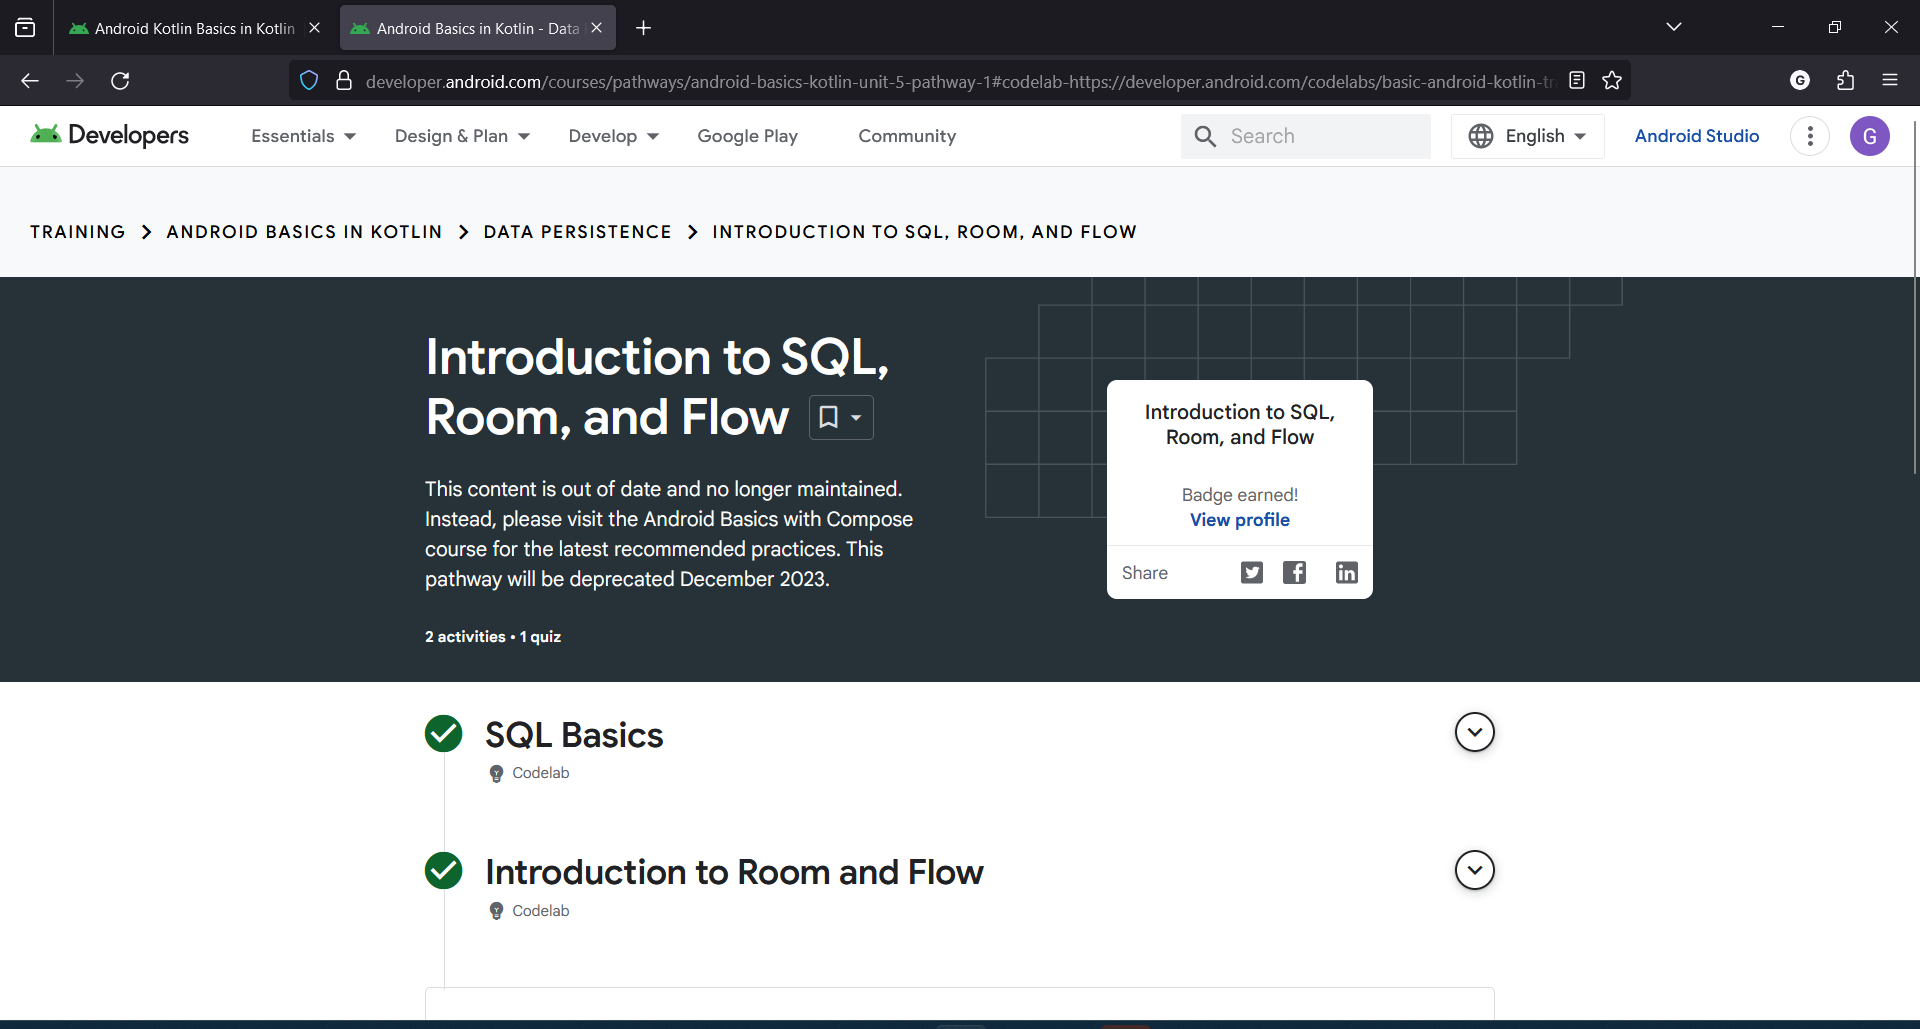 Android Kotlin Basics in Kotlin
Android Basics in Kotlin - Data
developer.android.com/courses/pathways/android-basics-kotlin-unit-5-pathway-1#codelab-https://developer.android.com/codelabs/basic-android-kotlin-tr
G
Developers
Essentials
Design & Plan
Develop
Google Play
Community
Search
English
Android Studio
G
TRAINING > ANDROID BASICS IN KOTLIN > DATA PERSISTENCE > INTRODUCTION TO SQL, ROOM, AND FLOW
Introduction to SQL,
Room, and Flow
This content is out of date and no longer maintained.
Instead, please visit the Android Basics with Compose
course for the latest recommended practices. This
pathway will be deprecated December 2023.
2 activities • 1 quiz
Introduction to SQL,
Room, and Flow
Badge earned!
View profile
Share
SQL Basics
Codelab
Introduction to Room and Flow
Codelab